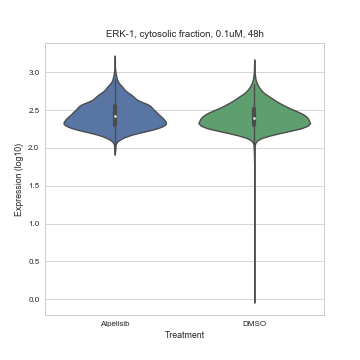 ERK-1, cytosolic fraction, 0.1uM, 48h
3.0
2.5
2.0
1.5
1.0
0.5
0.0
Expression (log10)
Alpelisib
DMSO
Treatment